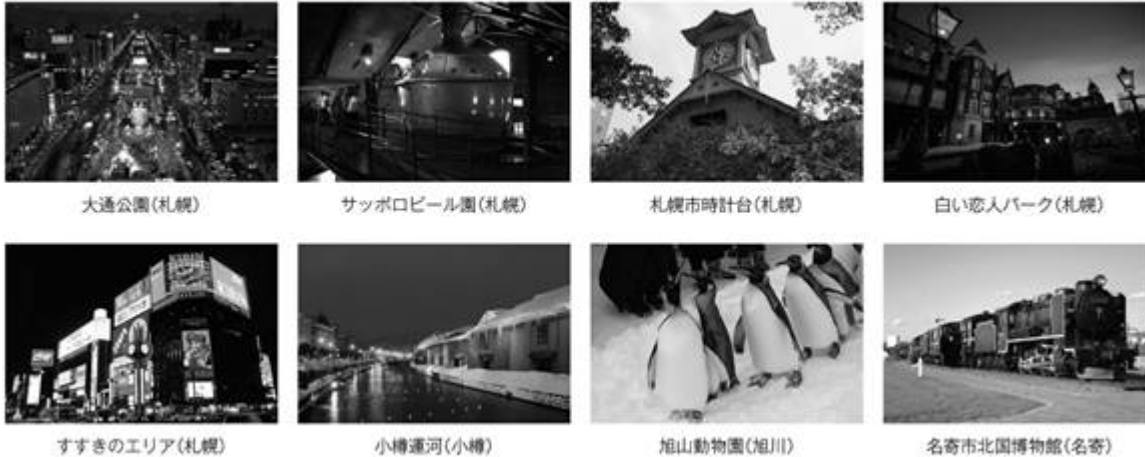 大通公園(札幌)
サッポロビール園(札幌)
札幌市時計台(札幌)
白い恋人パーク(札幌)
すすきのエリア(札幌)
小樽運河(小樽)
旭山動物園(旭川)
名寄市北国博物館(名寄)